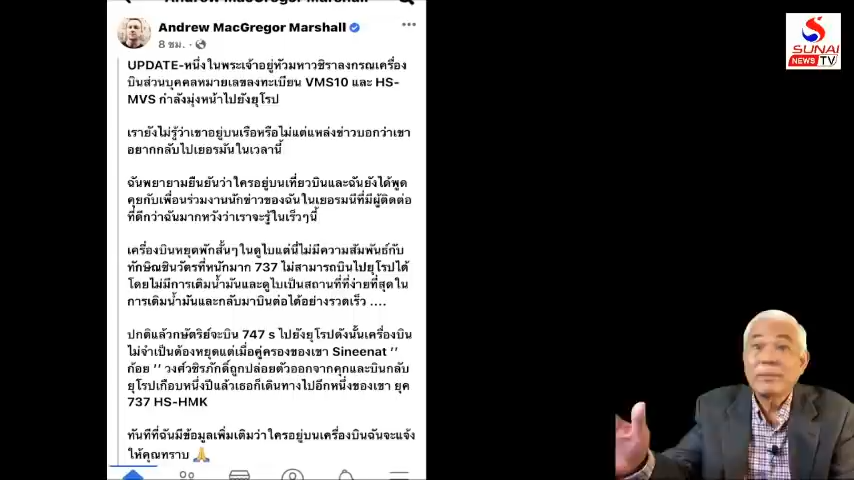 Andrew MacGregor Marshall
Andrew MacGregor Marshall
8 ชม.
UPDATE-หนึ่งในพระเจ้าอยู่หัวมหาวชิราลงกรณเครื่อง
บินส่วนบุคคลหมายเลขลงทะเบียน VMS10 และ HS-
MVS กำลังมุ่งหน้าไปยังยุโรป
เรายังไม่รู้ว่าเขาอยู่บนเรือหรือไม่แต่แหล่งข่าวบอกว่าเขา
อยากกลับไปเยอรมันในเวลานี้
ฉันพยายามยืนยันว่าใครอยู่บนเที่ยวบินและฉันยังได้พูด
คุยกับเพื่อนร่วมงานนักข่าวของฉันในเยอรมนีที่มีผู้ติดต่อ
ที่ดีกว่าฉันมากหวังว่าเราจะรู้ในเร็วๆนี้
เครื่องบินหยุดพักสั้นๆในดูไบแต่นี่ไม่มีความสัมพันธ์กับ
ทักษิณชินวัตรที่หนักมาก 737 ไม่สามารถบินไปยุโรปได้
โดยไม่มีการเติมน้ำมันและดูไบเป็นสถานที่ที่ง่ายที่สุดใน
การเติมน้ำมันและกลับมาบินต่อได้อย่างรวดเร็ว ....
ปกติแล้วกษัตริย์จะบิน 747 s ไปยังยุโรปดังนั้นเครื่องบิน
ไม่จำเป็นต้องหยุดแต่เมื่อคู่ครองของเขา Sineenat ''
ก้อย '' วงศ์วชิรภักดิ์ถูกปล่อยตัวออกจากคุกและบินกลับ
ยุโรปเกือบหนึ่งปีแล้วเธอก็เดินทางไปอีกหนึ่งของเขา ยุค
737 HS-HMK
ทันทีที่ฉันมีข้อมูลเพิ่มเติมว่าใครอยู่บนเครื่องบินฉันจะแจ้ง
ให้คุณทราบ 🙏
SUNAI
NEWS TV